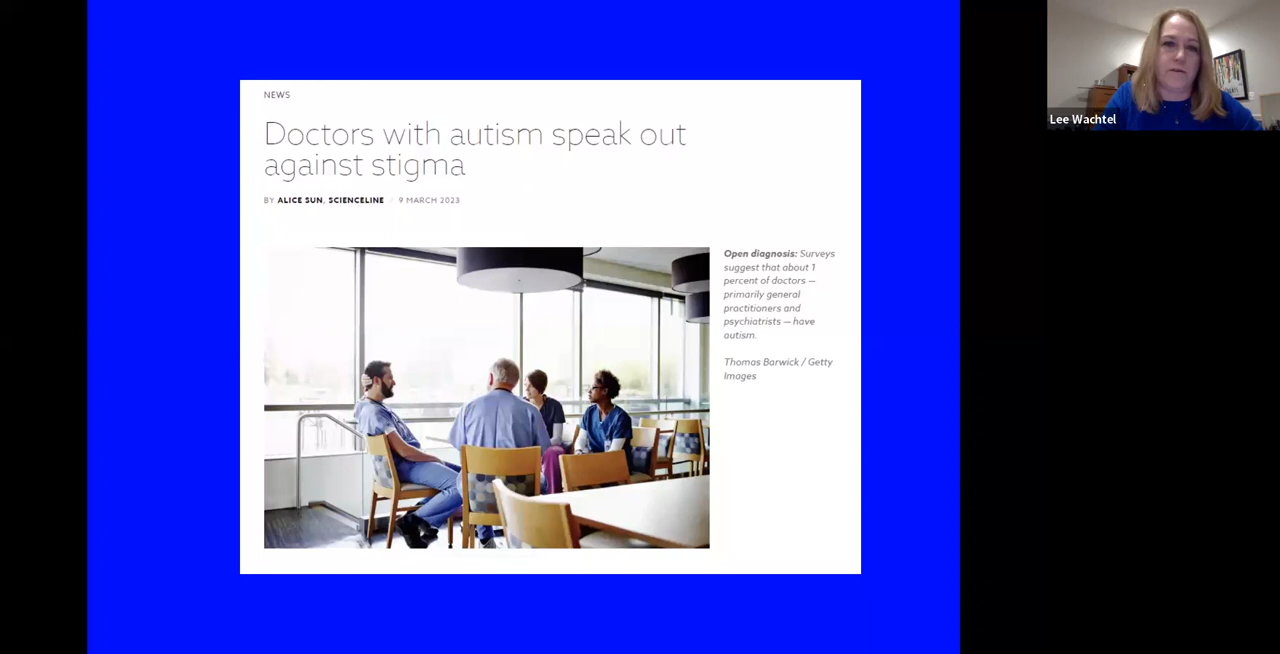 NEWS
Doctors with autism speak out
against stigma
BY ALICE SUN, SCIENCELINE / 9 MARCH 2023
Open diagnosis: Surveys
suggest that about 1
percent of doctors —
primarily general
practitioners and
psychiatrists — have
autism.
Thomas Barwick / Getty
Images
Lee Wachtel